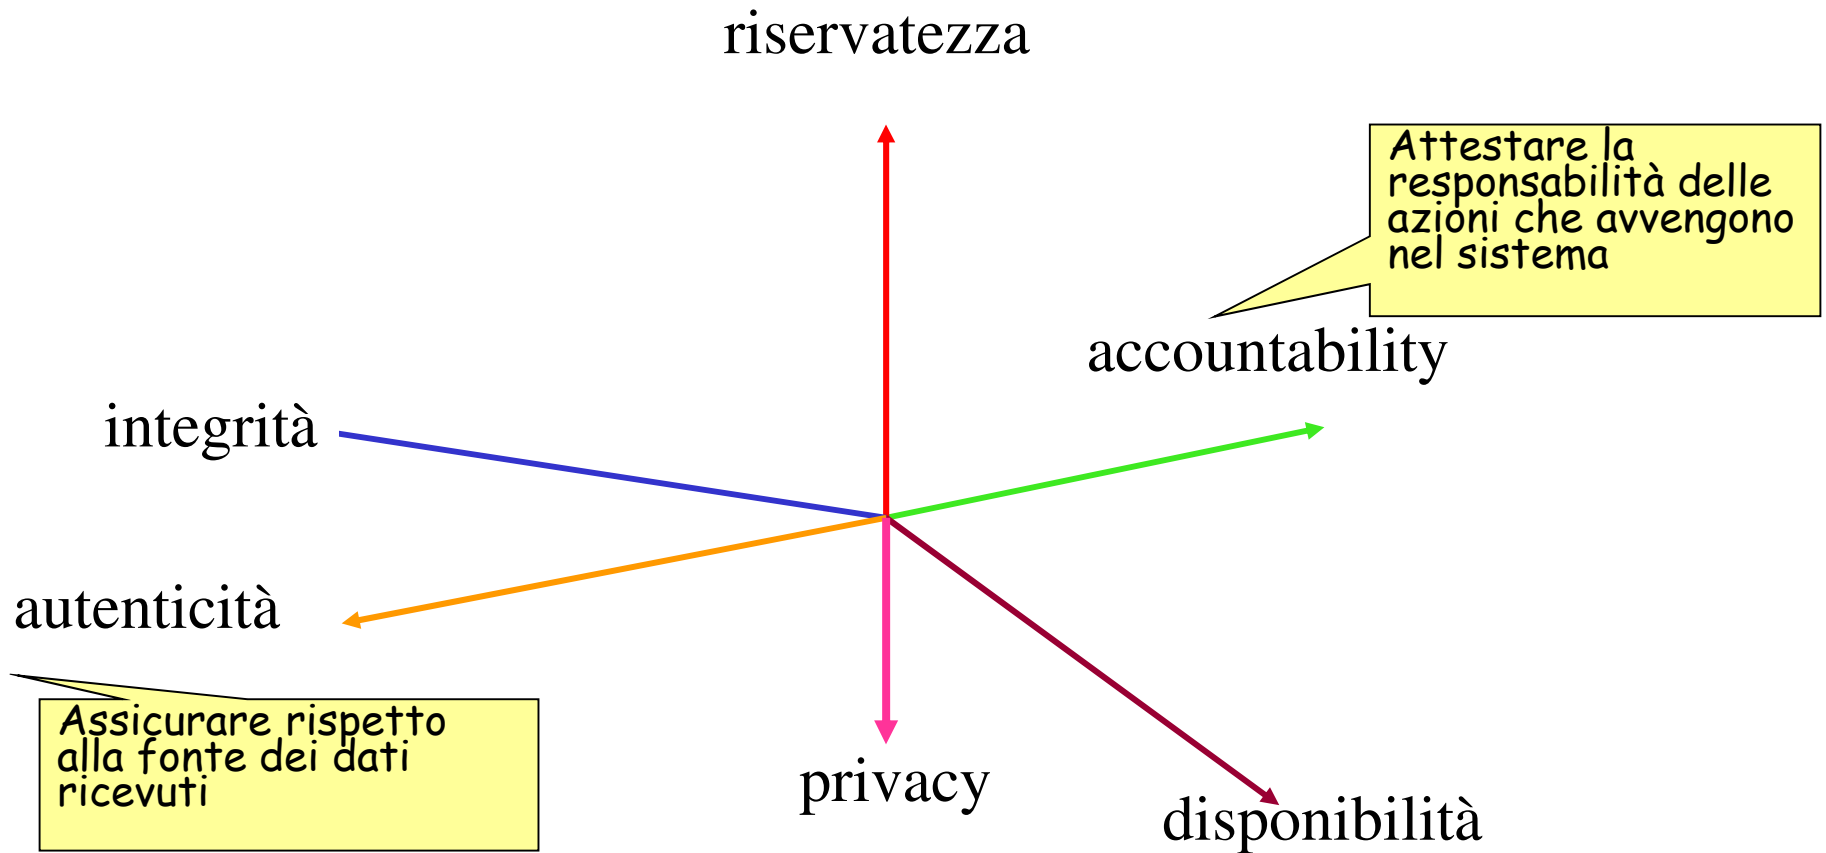 riservatezza
Attestare la
responsabilità delle
azioni che avvengono
nel sistema
accountability
integrità
autenticità
Assicurare rispetto
alla fonte dei dati
ricevuti
privacy
disponibilità